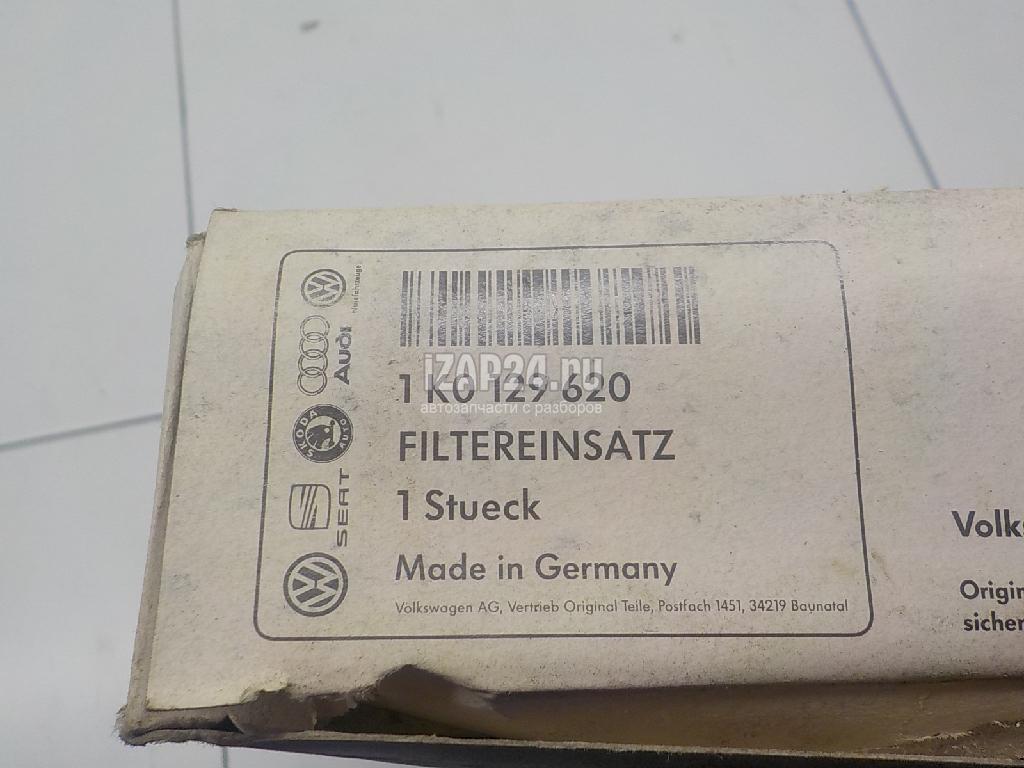 1 K0 129 620
FILTEREINSATZ
1 Stueck
Made in Germany
Volkswagen AG, Vertrieb Original Teile, Postfach 1451, 34219 Baunatal
AUDI
SKODA
AUTO
SEAT
iZAP24.ru
автозапчасти с разборов
Volks
Origin
sicher